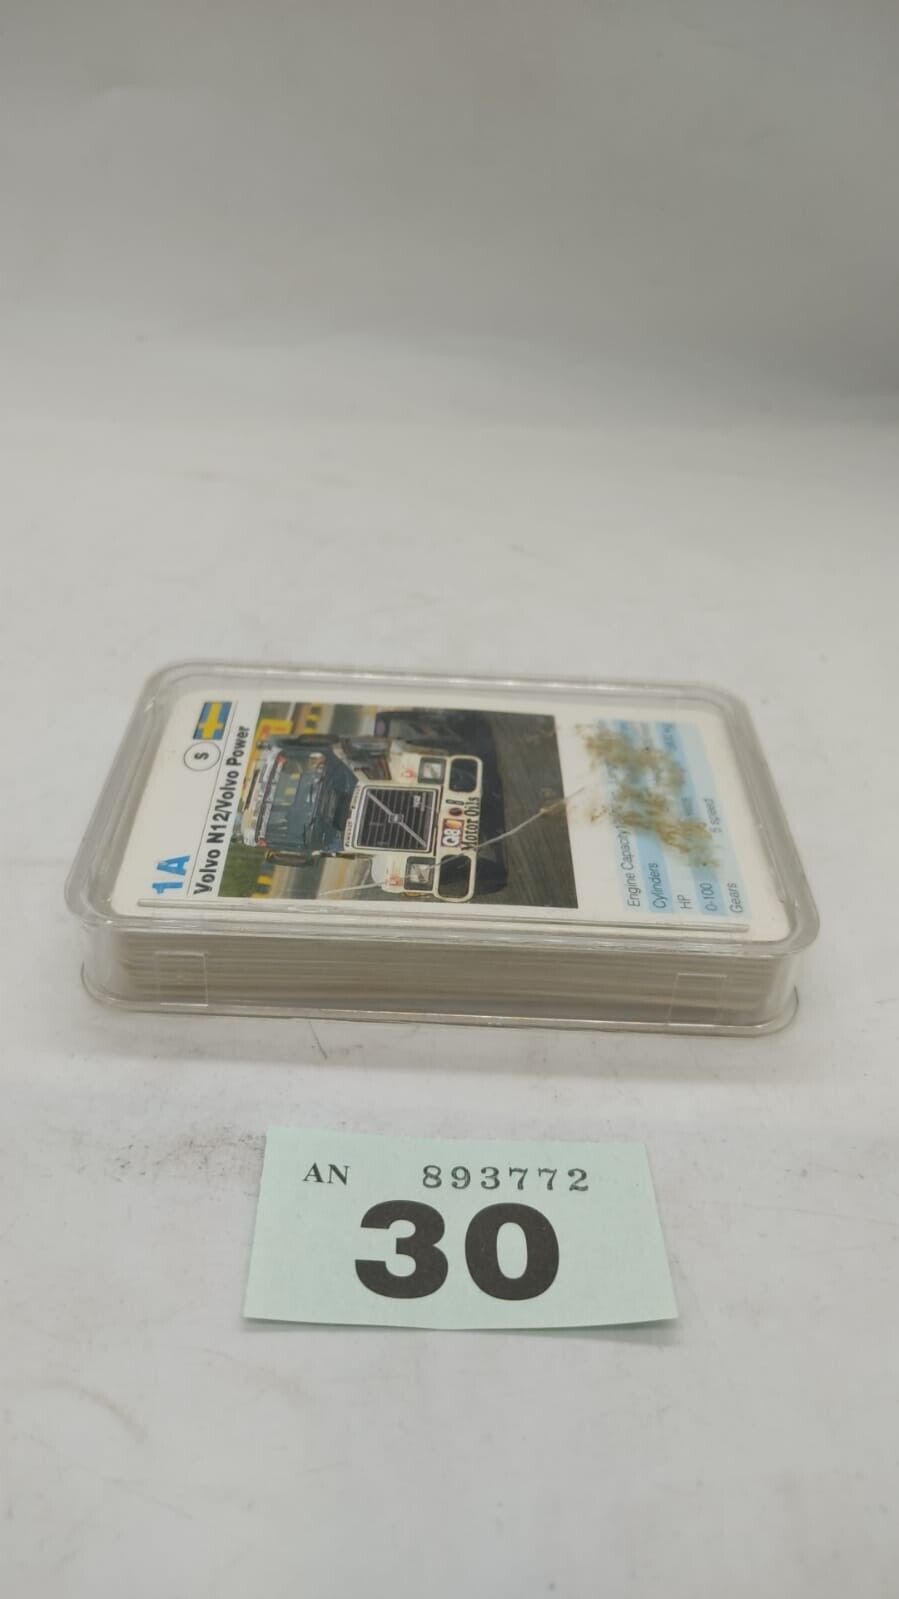 1A
S
Volvo N12/Volvo Power
Q8
Motor Oils
Engine Capacity
Cylinders
HP
0-100
5 speed
Gears
AN 893772
30